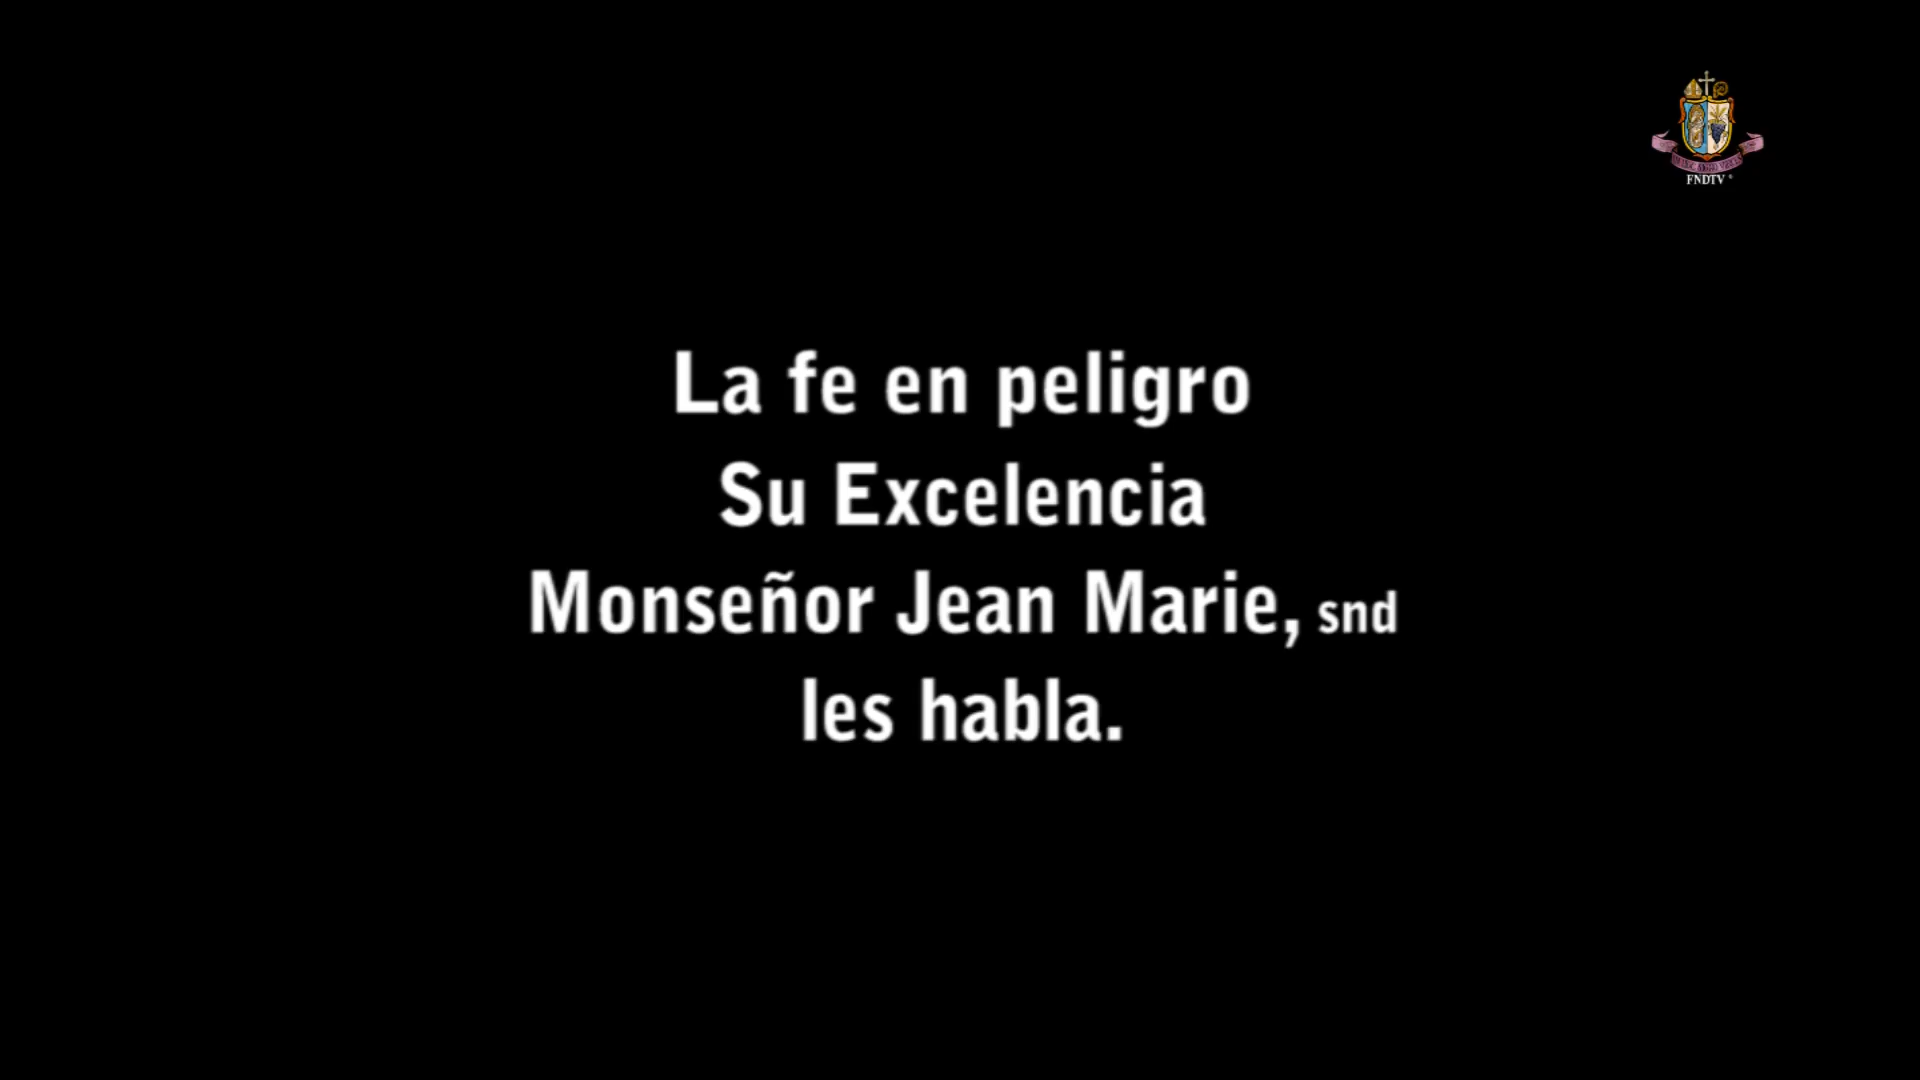 FNDTV
La fe en peligro
Su Excelencia
Monseñor Jean Marie, snd
les habla.